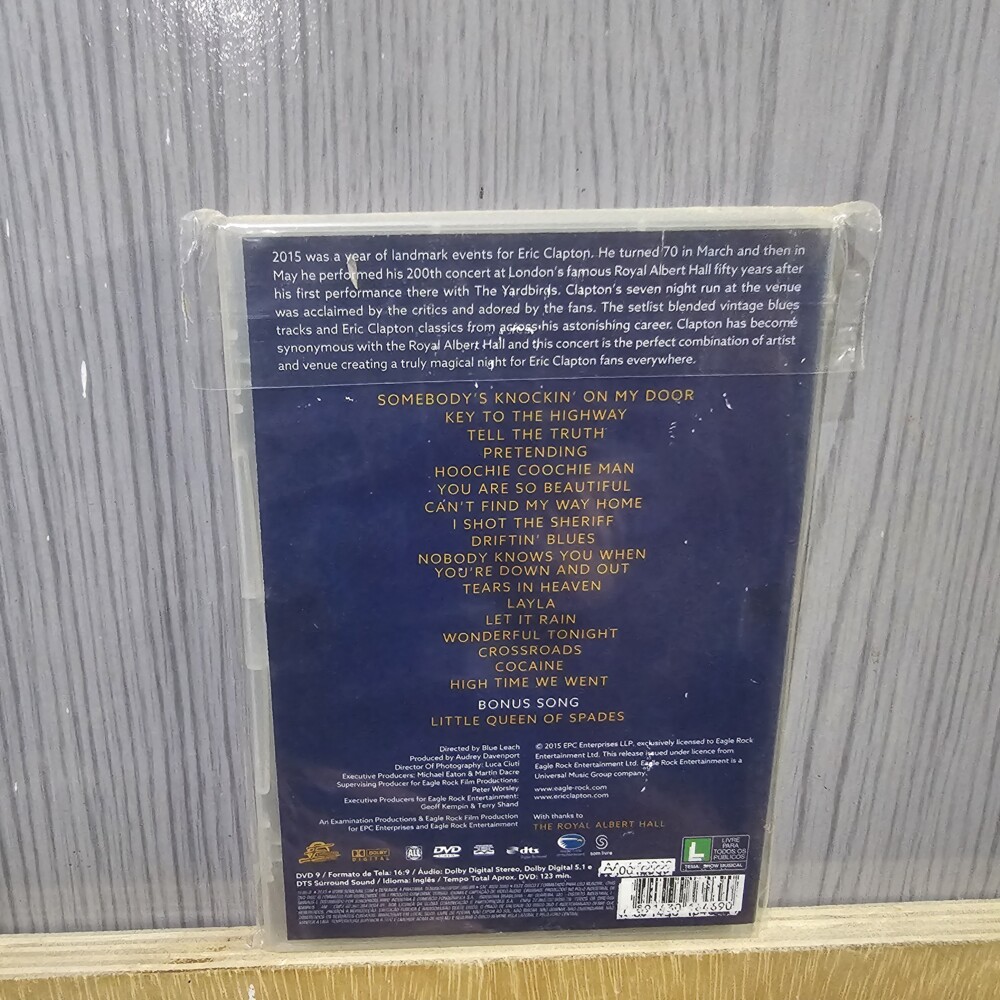 2015 was a year of landmark events for Eric Clapton. He turned 70 in March and then in
May he performed his 200th concert at London's famous Royal Albert Hall fifty years after
his first performance there with The Yardbirds. Clapton's seven night run at the venue
was acclaimed by the critics and adored by the fans. The setlist blended vintage blues
tracks and Eric Clapton classics from across his astonishing career. Clapton has become
synonymous with the Royal Albert Hall and this concert is the perfect combination of artist
and venue creating a truly magical night for Eric Clapton fans everywhere.
SOMEBODY'S KNOCKIN' ON MY DOOR
KEY TO THE HIGHWAY
TELL THE TRUTH
PRETENDING
HOOCHIE COOCHIE MAN
YOU ARE SO BEAUTIFUL
CAN'T FIND MY WAY HOME
I SHOT THE SHERIFF
DRIFTIN' BLUES
NOBODY KNOWS YOU WHEN
YOU'RE DOWN AND OUT
TEARS IN HEAVEN
LAYLA
LET IT RAIN
WONDERFUL TONIGHT
CROSSROADS
COCAINE
HIGH TIME WE WENT
BONUS SONG
LITTLE QUEEN OF SPADES
Directed by Blue Leach
Produced by Audrey Davenport
Director Of Photography: Luca Ciuti
Executive Producers: Michael Eaton & Martin Dacre
Supervising Producer for Eagle Rock Film Productions:
Peter Worsley
Executive Producers for Eagle Rock Entertainment:
Geoff Kempin & Terry Shand
An Examination Productions & Eagle Rock Film Production
for EPC Enterprises and Eagle Rock Entertainment
© 2015 EPC Enterprises LLP, exclusively licensed to Eagle Rock
Entertainment Ltd. This release issued under licence from
Eagle Rock Entertainment Ltd. Eagle Rock Entertainment is a
Universal Music Group company.
www.eagle-rock.com
www.ericclapton.com
With thanks to
THE ROYAL ALBERT HALL
DOLBY
DIGITAL
ALL
DVD
dts
som livre
L
LIVRE
PARA
TODOS OS
PÚBLICOS
TEMA: SHOW MUSICAL
DVD 9 / Formato de Tela: 16:9 / Áudio: Dolby Digital Stereo, Dolby Digital 5.1 e
DTS Surround Sound / Idioma: Inglês / Tempo Total Aprox. DVD: 123 min.